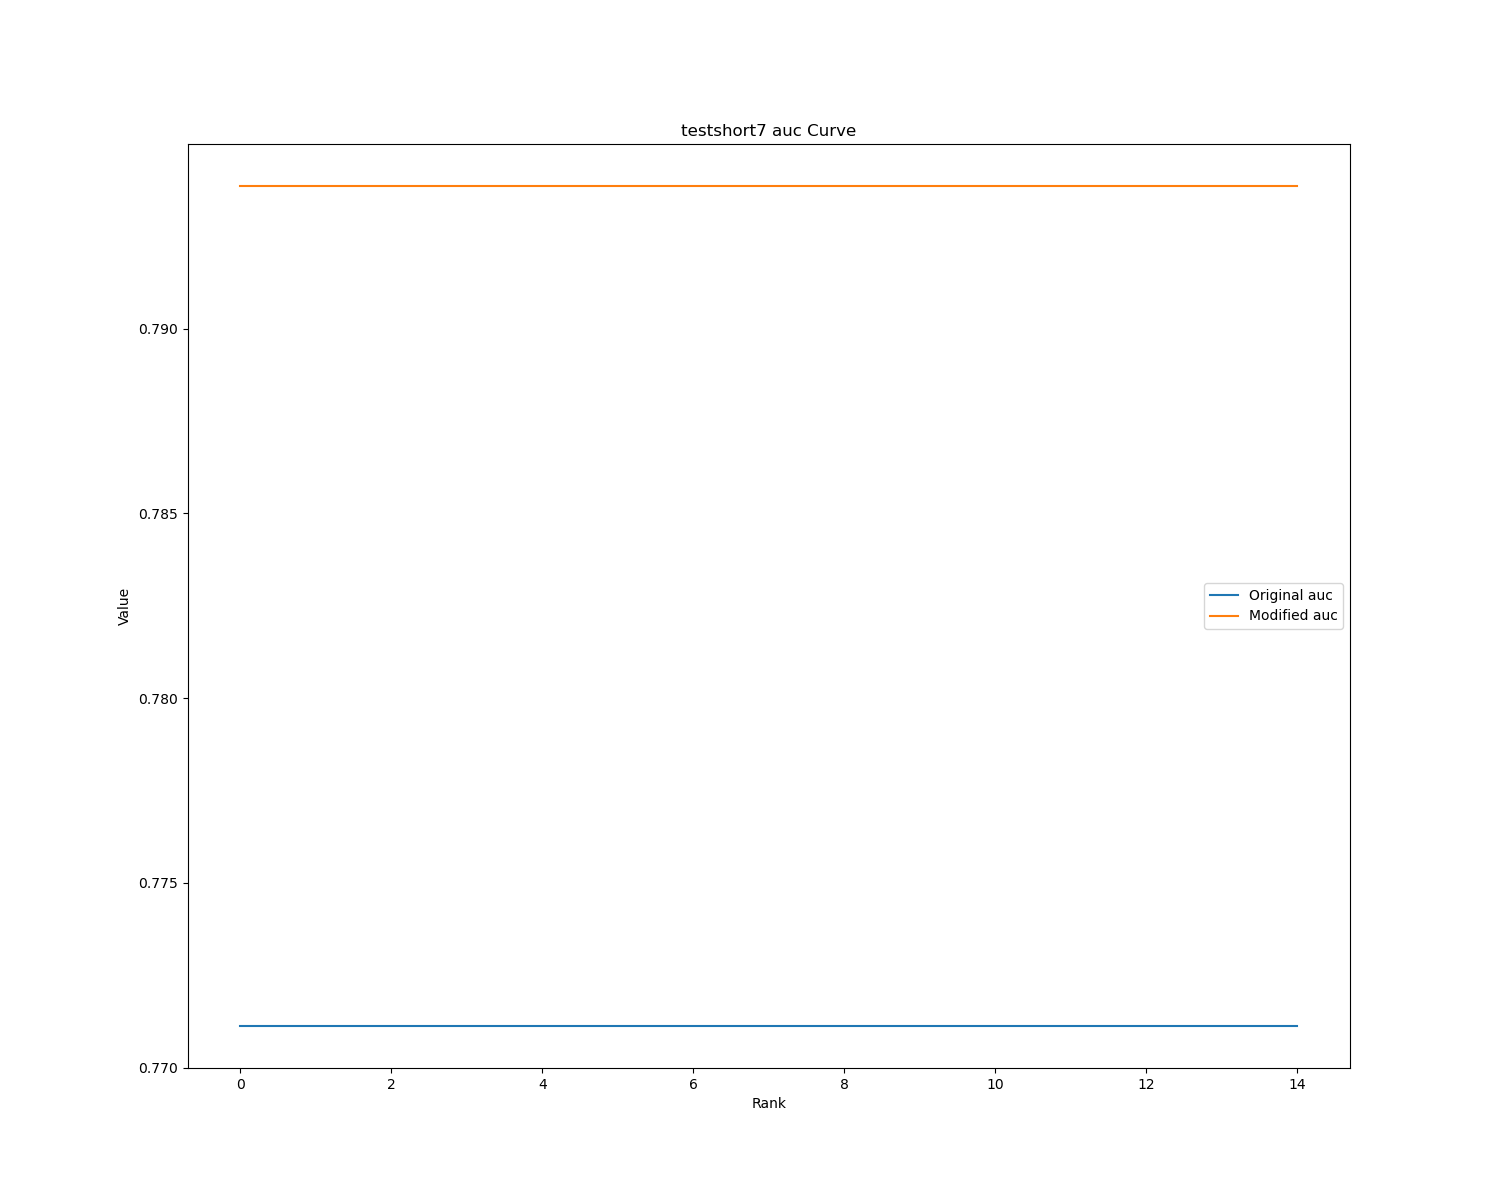 testshort7 auc Curve
0.790
0.785
0.780
0.775
0.770
Value
Original auc
Modified auc
0 2 4 6 8 10 12 14
Rank